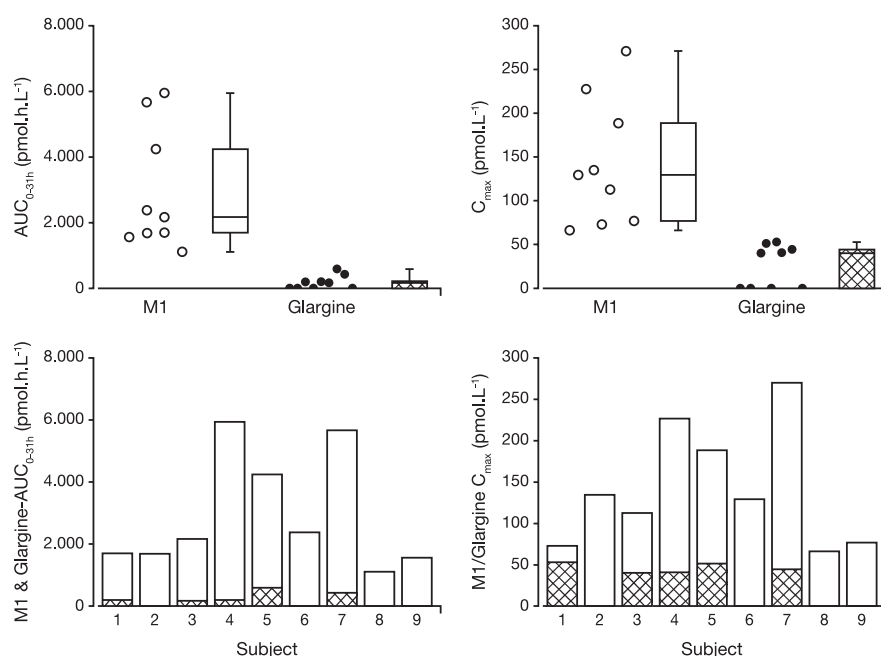 AUC0-31h (pmol.h.L-1)
8.000
6.000
4.000
2.000
0
M1
Glargine
Cmax (pmol.L-1)
300
250
200
150
100
50
0
M1
Glargine
M1 & Glargine-AUC0-31h (pmol.h.L-1)
8.000
6.000
4.000
2.000
0
1 2 3 4 5 6 7 8 9
Subject
M1/Glargine Cmax (pmol.L-1)
300
250
200
150
100
50
0
1 2 3 4 5 6 7 8 9
Subject